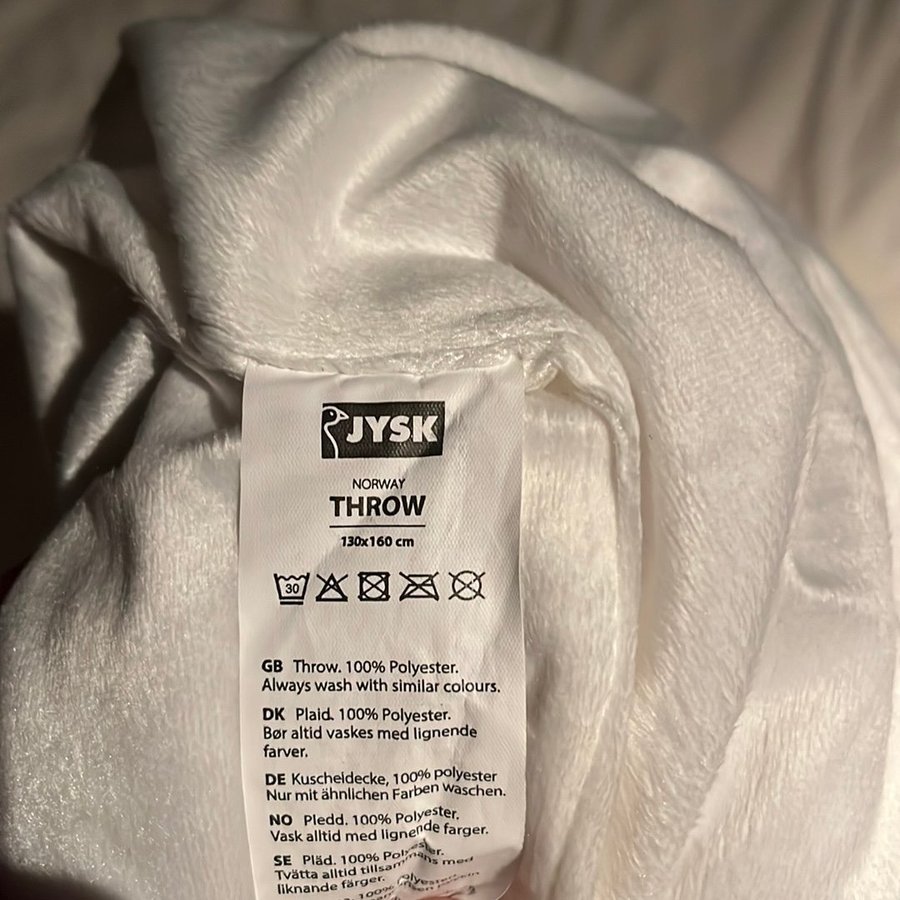 JYSK
NORWAY
THROW
130x160 cm
30
GB Throw. 100% Polyester.
Always wash with similar colours.
DK Plaid. 100% Polyester.
Bør altid vaskes med lignende
farver.
DE Kuscheldecke, 100% polyester
Nur mit ähnlichen Farben waschen.
NO Pledd. 100% Polyester.
Vask alltid med lignende farger.
SE Pläd. 100% Polyester.
Tvätta alltid tillsammans med
liknande färger.
100% Polyester